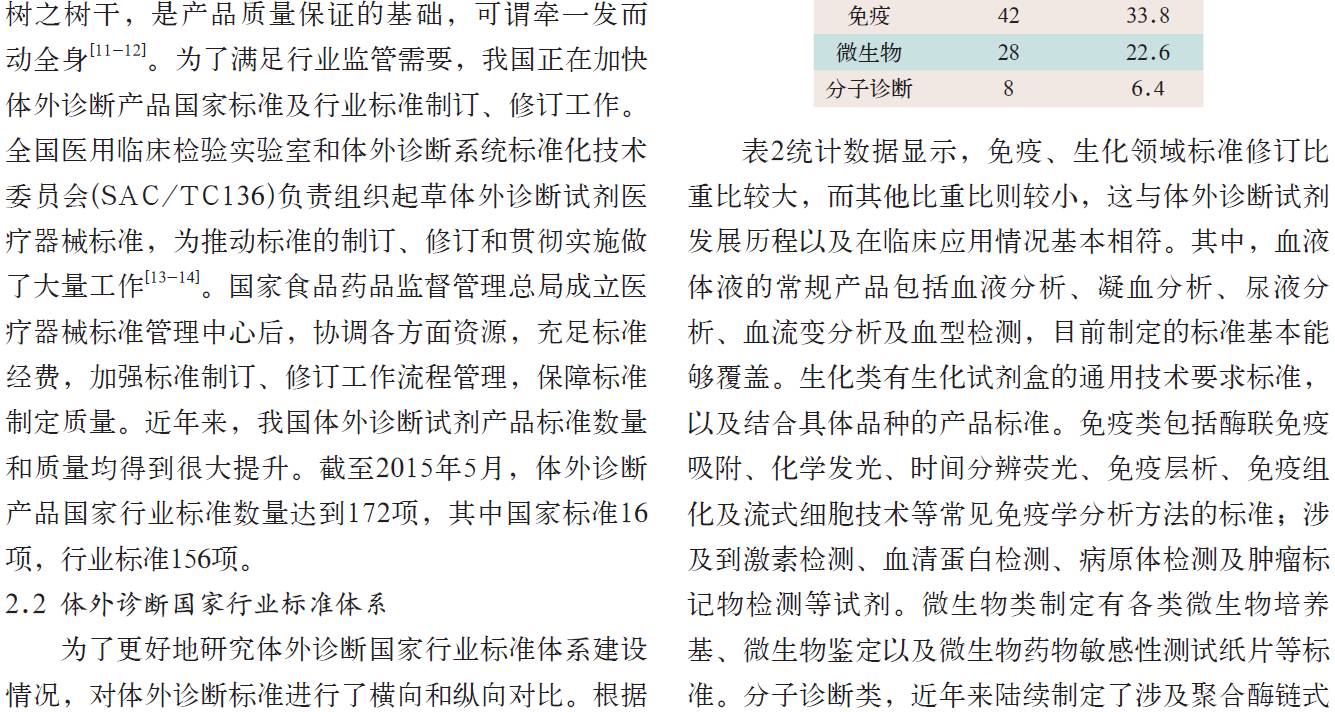 树之树干，是产品质量保证的基础，可谓牵一发而
动全身[11-12]。为了满足行业监管需要，我国正在加快
体外诊断产品国家标准及行业标准制订、修订工作。
全国医用临床检验实验室和体外诊断系统标准化技术
委员会(SAC/TC136)负责组织起草体外诊断试剂医
疗器械标准，为推动标准的制订、修订和贯彻实施做
了大量工作[13-14]。国家食品药品监督管理总局成立医
疗器械标准管理中心后，协调各方面资源，充足标准
经费，加强标准制订、修订工作流程管理，保障标准
制定质量。近年来，我国体外诊断试剂产品标准数量
和质量均得到很大提升。截至2015年5月，体外诊断
产品国家行业标准数量达到172项，其中国家标准16
项，行业标准156项。
2.2 体外诊断国家行业标准体系
为了更好地研究体外诊断国家行业标准体系建设
情况，对体外诊断标准进行了横向和纵向对比。根据
免疫 42 33.8
微生物 28 22.6
分子诊断 8 6.4
表2统计数据显示，免疫、生化领域标准修订比
重比较大，而其他比重比则较小，这与体外诊断试剂
发展历程以及在临床应用情况基本相符。其中，血液
体液的常规产品包括血液分析、凝血分析、尿液分
析、血流变分析及血型检测，目前制定的标准基本能
够覆盖。生化类有生化试剂盒的通用技术要求标准，
以及结合具体品种的产品标准。免疫类包括酶联免疫
吸附、化学发光、时间分辨荧光、免疫层析、免疫组
化及流式细胞技术等常见免疫学分析方法的标准；涉
及到激素检测、血清蛋白检测、病原体检测及肿瘤标
记物检测等试剂。微生物类制定有各类微生物培养
基、微生物鉴定以及微生物药物敏感性测试纸片等标
准。分子诊断类，近年来陆续制定了涉及聚合酶链式